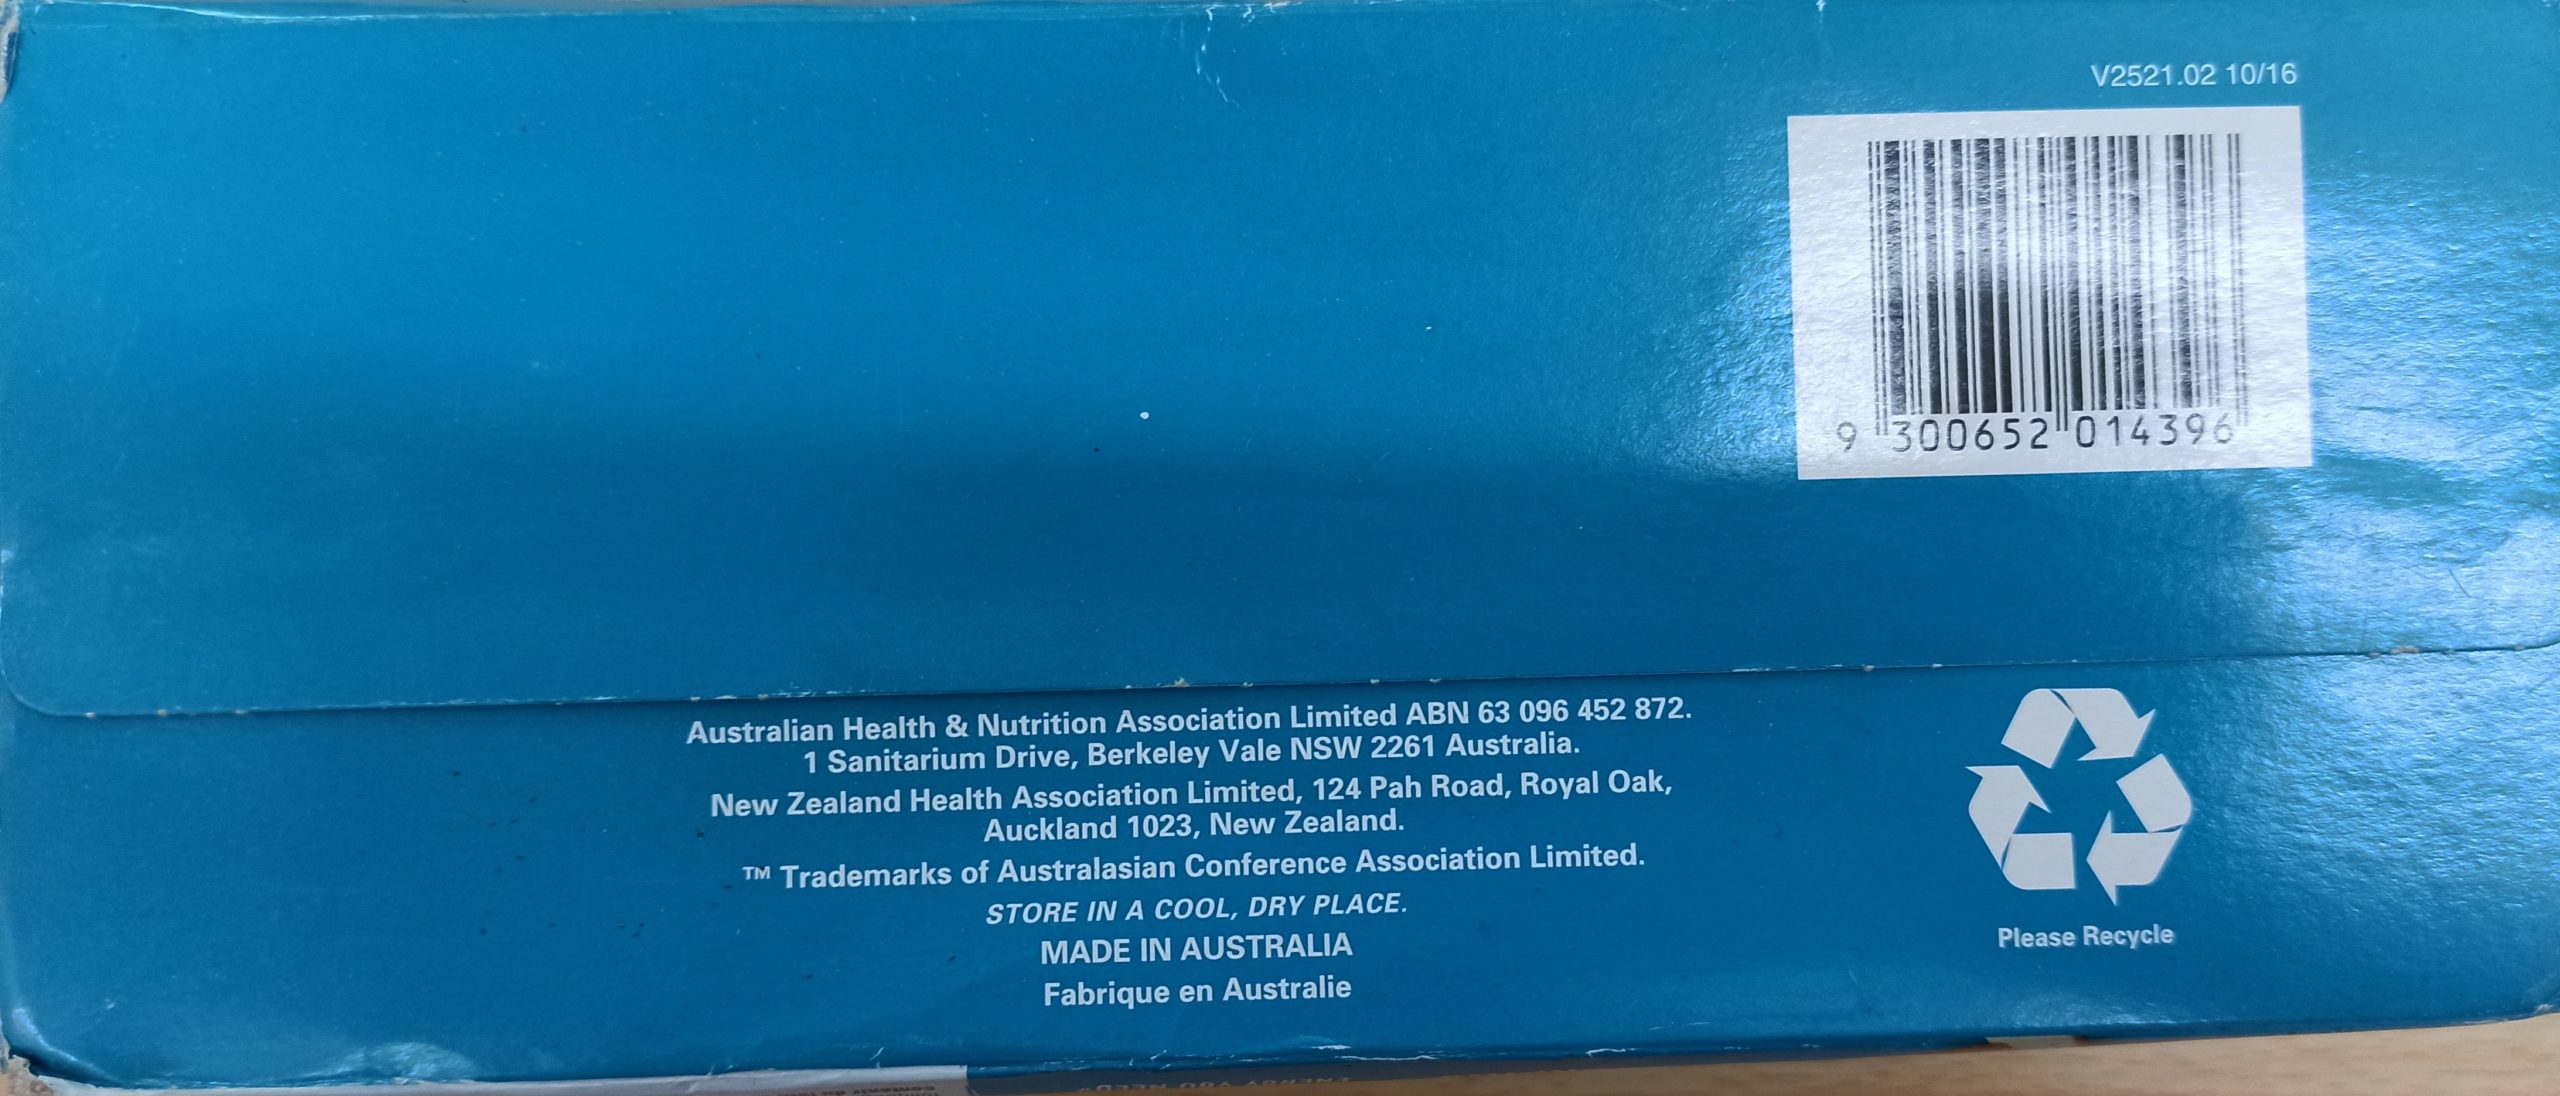 V2521.02 10/16
9 300652 014396
Australian Health & Nutrition Association Limited ABN 63 096 452 872.
1 Sanitarium Drive, Berkeley Vale NSW 2261 Australia.
New Zealand Health Association Limited, 124 Pah Road, Royal Oak,
Auckland 1023, New Zealand.
™ Trademarks of Australasian Conference Association Limited.
STORE IN A COOL, DRY PLACE.
MADE IN AUSTRALIA
Fabrique en Australie
Please Recycle